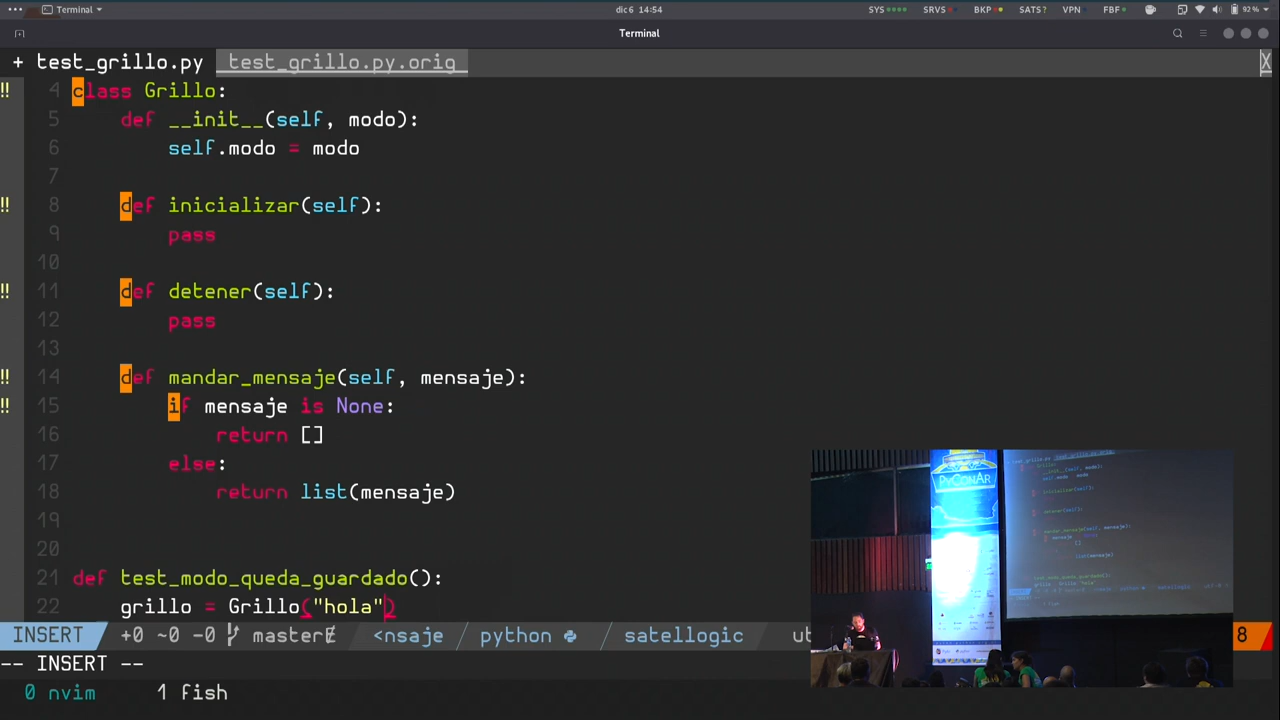 Terminal
dic 6 14:54
SYS SRVS BKP SATS? VPN FBF 92 %
Terminal
+ test_grillo.py test_grillo.py.orig X
!! 4 class Grillo:
5 def __init__(self, modo):
6 self.modo = modo
7
!! 8 def inicializar(self):
9 pass
10
!! 11 def detener(self):
12 pass
13
!! 14 def mandar_mensaje(self, mensaje):
!! 15 if mensaje is None:
16 return []
17 else:
18 return list(mensaje)
19
20
21 def test_modo_queda_guardado():
22 grillo = Grillo("hola")
INSERT +0 ~0 -0 master <nsaje python satellogic ut 8
-- INSERT --
0 nvim 1 fish
PyConAr